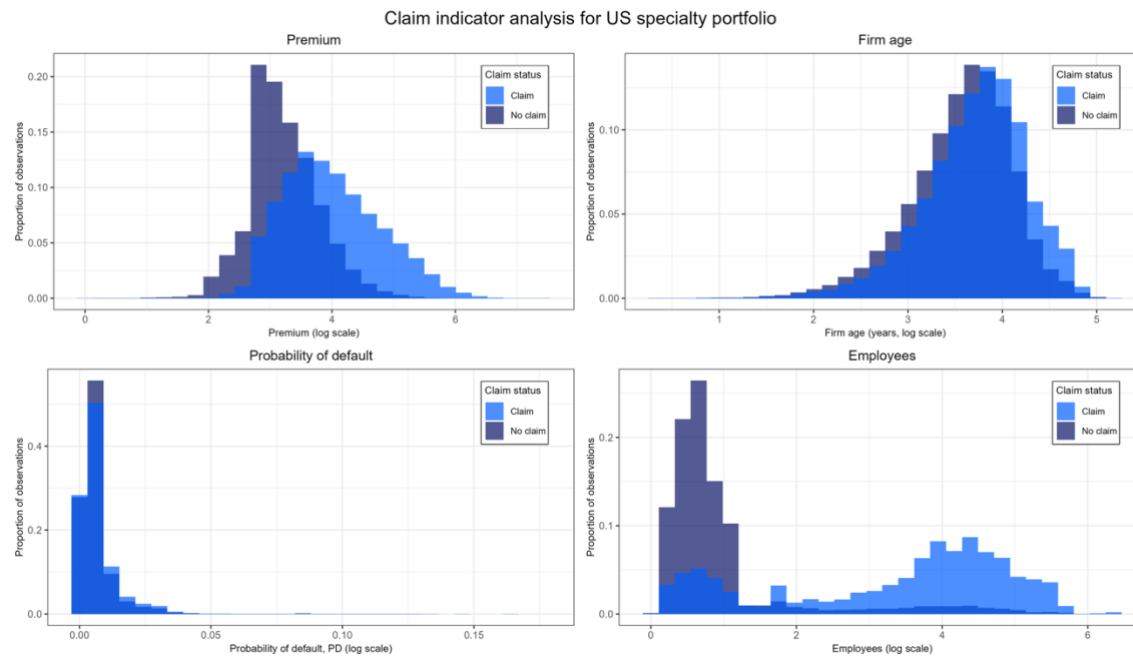 Claim indicator analysis for US specialty portfolio
Premium
Proportion of observations
0.20
0.15
0.10
0.05
0.00
0
2
4
6
Premium (log scale)
Claim status
Claim
No claim
Firm age
Proportion of observations
0.10
0.05
0.00
1
2
3
4
5
Firm age (years, log scale)
Claim status
Claim
No claim
Probability of default
Proportion of observations
0.4
0.2
0.0
0.00
0.05
0.10
0.15
Probability of default, PD (log scale)
Claim status
Claim
No claim
Employees
Proportion of observations
0.2
0.1
0.0
0
2
4
6
Employees (log scale)
Claim status
Claim
No claim